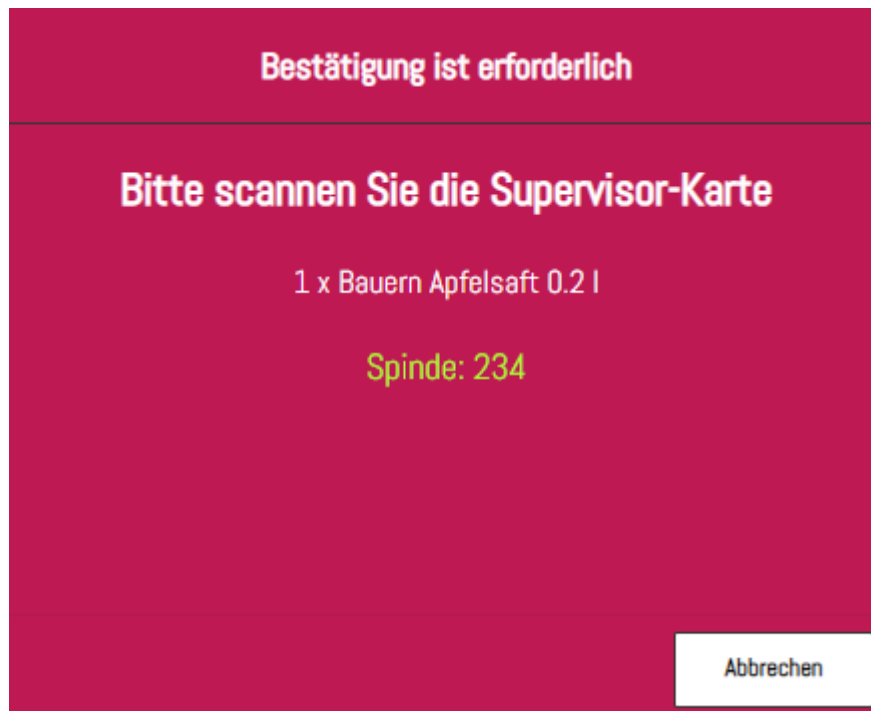 Bestätigung ist erforderlich
Bitte scannen Sie die Supervisor-Karte
1 x Bauern Apfelsaft 0.2 l
Spinde: 234
Abbrechen